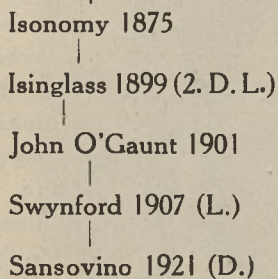 Isonomy 1875
Isinglass 1899 (2. D. L.)
John O'Gaunt 1901
Swynford 1907 (L.)
Sansovino 1921 (D.)